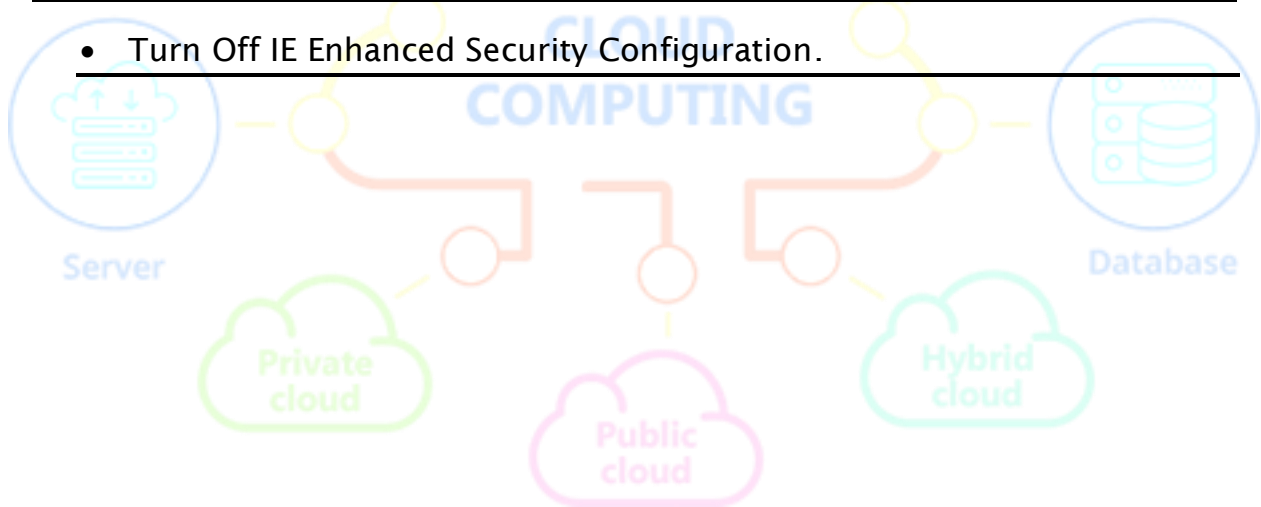 CLOUD
• Turn Off IE Enhanced Security Configuration.
COMPUTING
Server
Database
Private
cloud
Hybrid
cloud
Public
cloud